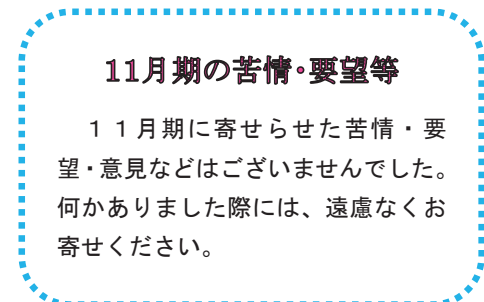 11月期の苦情・要望等
１１月期に寄せらせた苦情・要
望・意見などはございませんでした。
何かありました際には、遠慮なくお
寄せください。